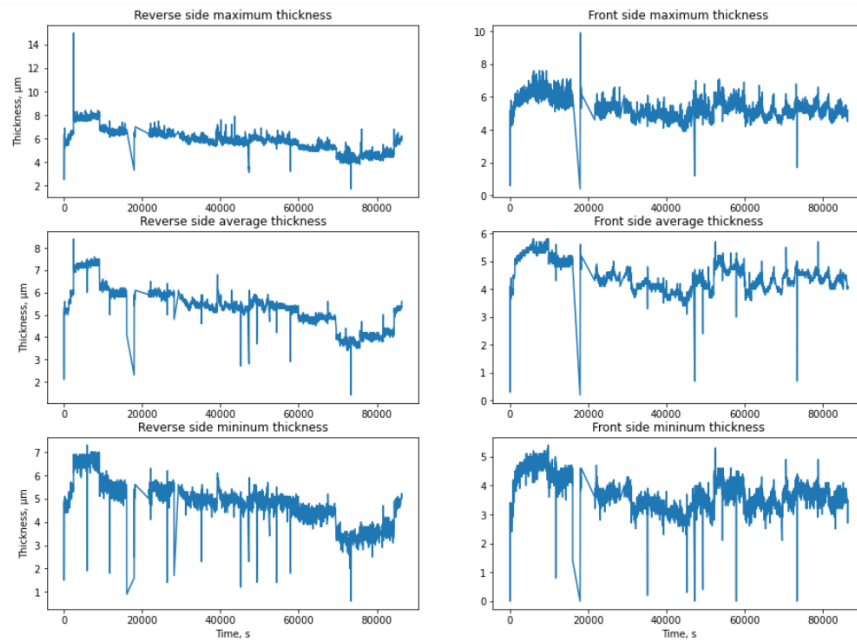 Reverse side maximum thickness
Front side maximum thickness
Thickness, μm
14
12
10
8
6
4
2
10
8
6
4
2
0
0 20000 40000 60000 80000
0 20000 40000 60000 80000
Reverse side average thickness
Front side average thickness
Thickness, μm
8
7
6
5
4
3
2
6
5
4
3
2
1
0
0 20000 40000 60000 80000
0 20000 40000 60000 80000
Reverse side mininum thickness
Front side mininum thickness
Thickness, μm
7
6
5
4
3
2
1
5
4
3
2
1
0
0 20000 40000 60000 80000
0 20000 40000 60000 80000
Time, s
Time, s